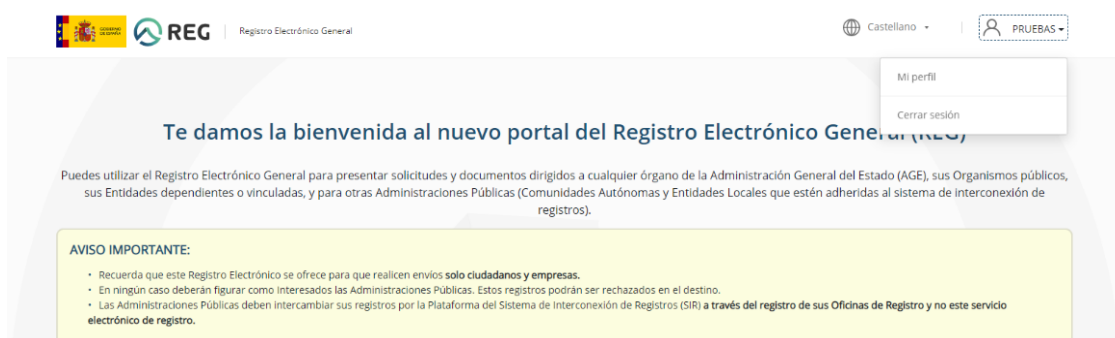 GOBIERNO
DE ESPAÑA
REG
Registro Electrónico General
Castellano
PRUEBAS
Mi perfil
Cerrar sesión
Te damos la bienvenida al nuevo portal del Registro Electrónico General (REG)
Puedes utilizar el Registro Electrónico General para presentar solicitudes y documentos dirigidos a cualquier órgano de la Administración General del Estado (AGE), sus Organismos públicos,
sus Entidades dependientes o vinculadas, y para otras Administraciones Públicas (Comunidades Autónomas y Entidades Locales que estén adheridas al sistema de interconexión de
registros).
AVISO IMPORTANTE:
• Recuerda que este Registro Electrónico se ofrece para que realicen envíos solo ciudadanos y empresas.
• En ningún caso deberán figurar como Interesados las Administraciones Públicas. Estos registros podrán ser rechazados en el destino.
• Las Administraciones Públicas deben intercambiar sus registros por la Plataforma del Sistema de Interconexión de Registros (SIR) a través del registro de sus Oficinas de Registro y no este servicio
electrónico de registro.